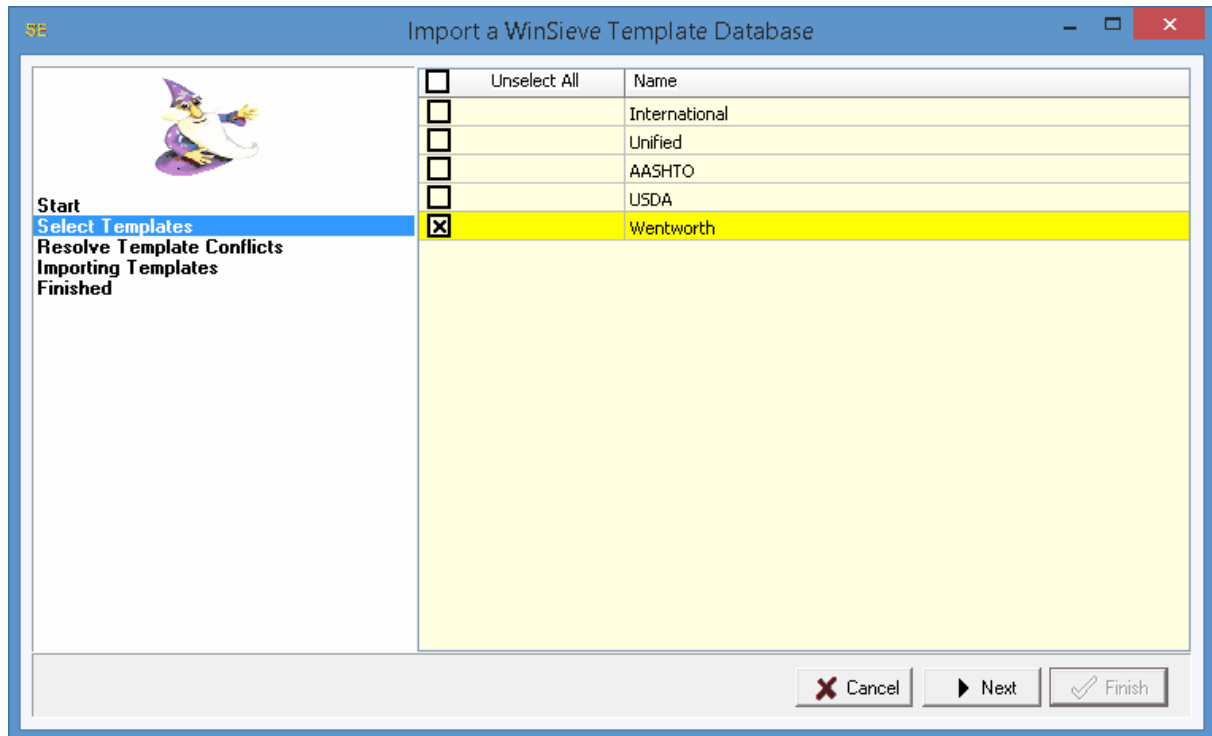 SE Import a WinSieve Template Database
Unselect All Name
International
Unified
AASHTO
USDA
Wentworth
Start
Select Templates
Resolve Template Conflicts
Importing Templates
Finished
Cancel Next Finish